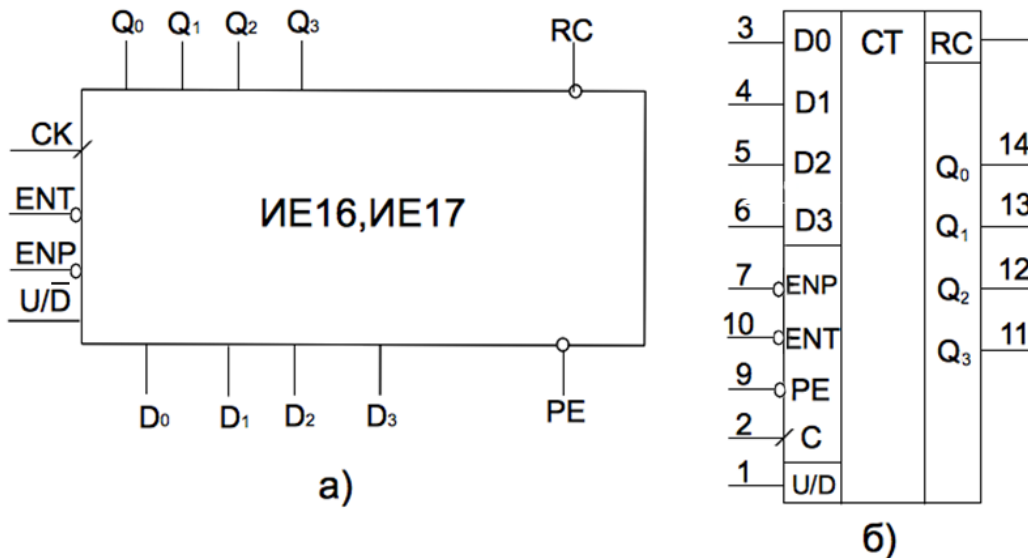 Q0 Q1 Q2 Q3 RC
CK
ENT
ENP
U/D̅
ИЕ16,ИЕ17
D0 D1 D2 D3 PE
а)
3 D0 CT RC
4 D1
5 D2 Q0 14
6 D3 Q1 13
7 ENP Q2 12
10 ENT Q3 11
9 PE
2 C
1 U/D
б)